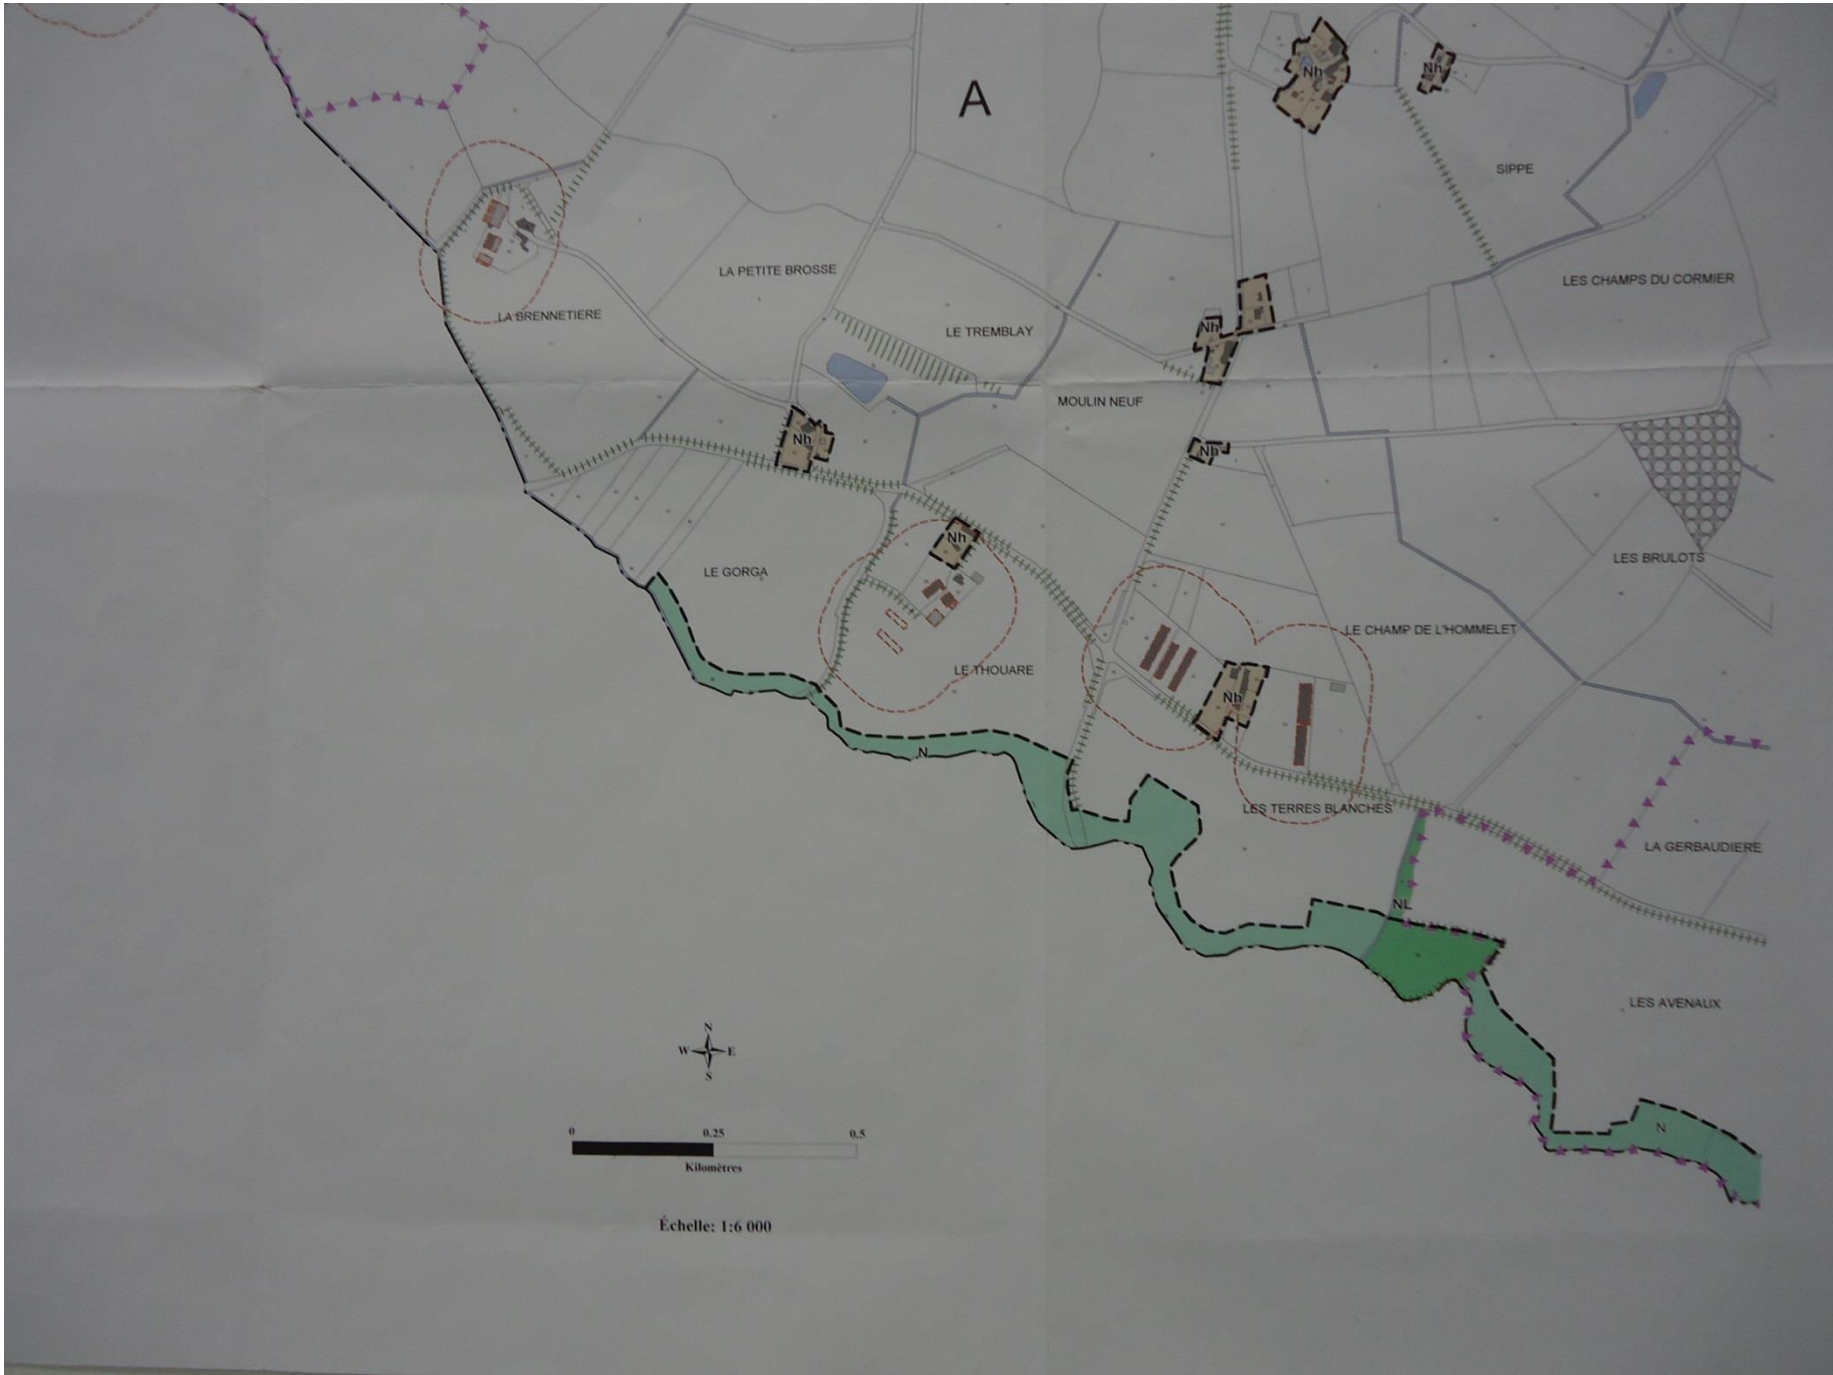 A
Nh
Nh
SIPPE
LA PETITE BROSSE
LES CHAMPS DU CORMIER
LA BRENNETIERE
LE TREMBLAY
Nh
MOULIN NEUF
Nh
Nh
Nh
LES BRULOTS
LE GORGA
LE CHAMP DE L'HOMMELET
LE THOUARE
Nh
N
LES TERRES BLANCHES
LA GERBAUDIERE
NL
LES AVENAUX
N
W
E
S
N
0
0.25
0.5
Kilomètres
Échelle: 1:6 000